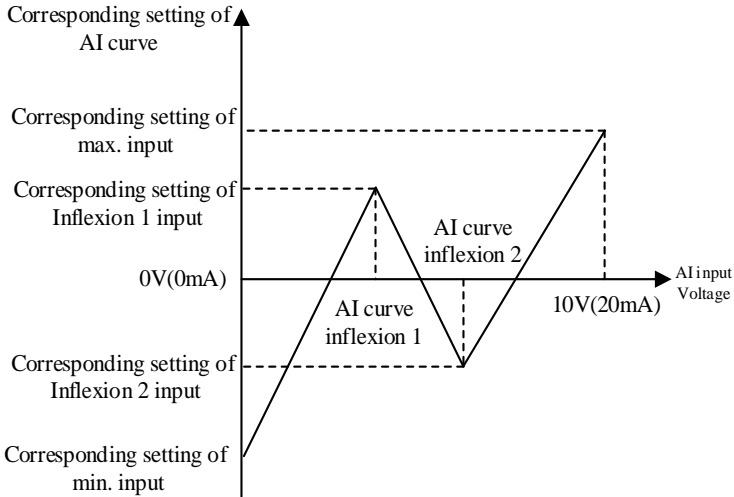 Corresponding setting of
AI curve
Corresponding setting of
max. input
Corresponding setting of
Inflexion 1 input
AI curve
inflexion 2
0V(0mA)
AI input
Voltage
10V(20mA)
AI curve
inflexion 1
Corresponding setting of
Inflexion 2 input
Corresponding setting of
min. input